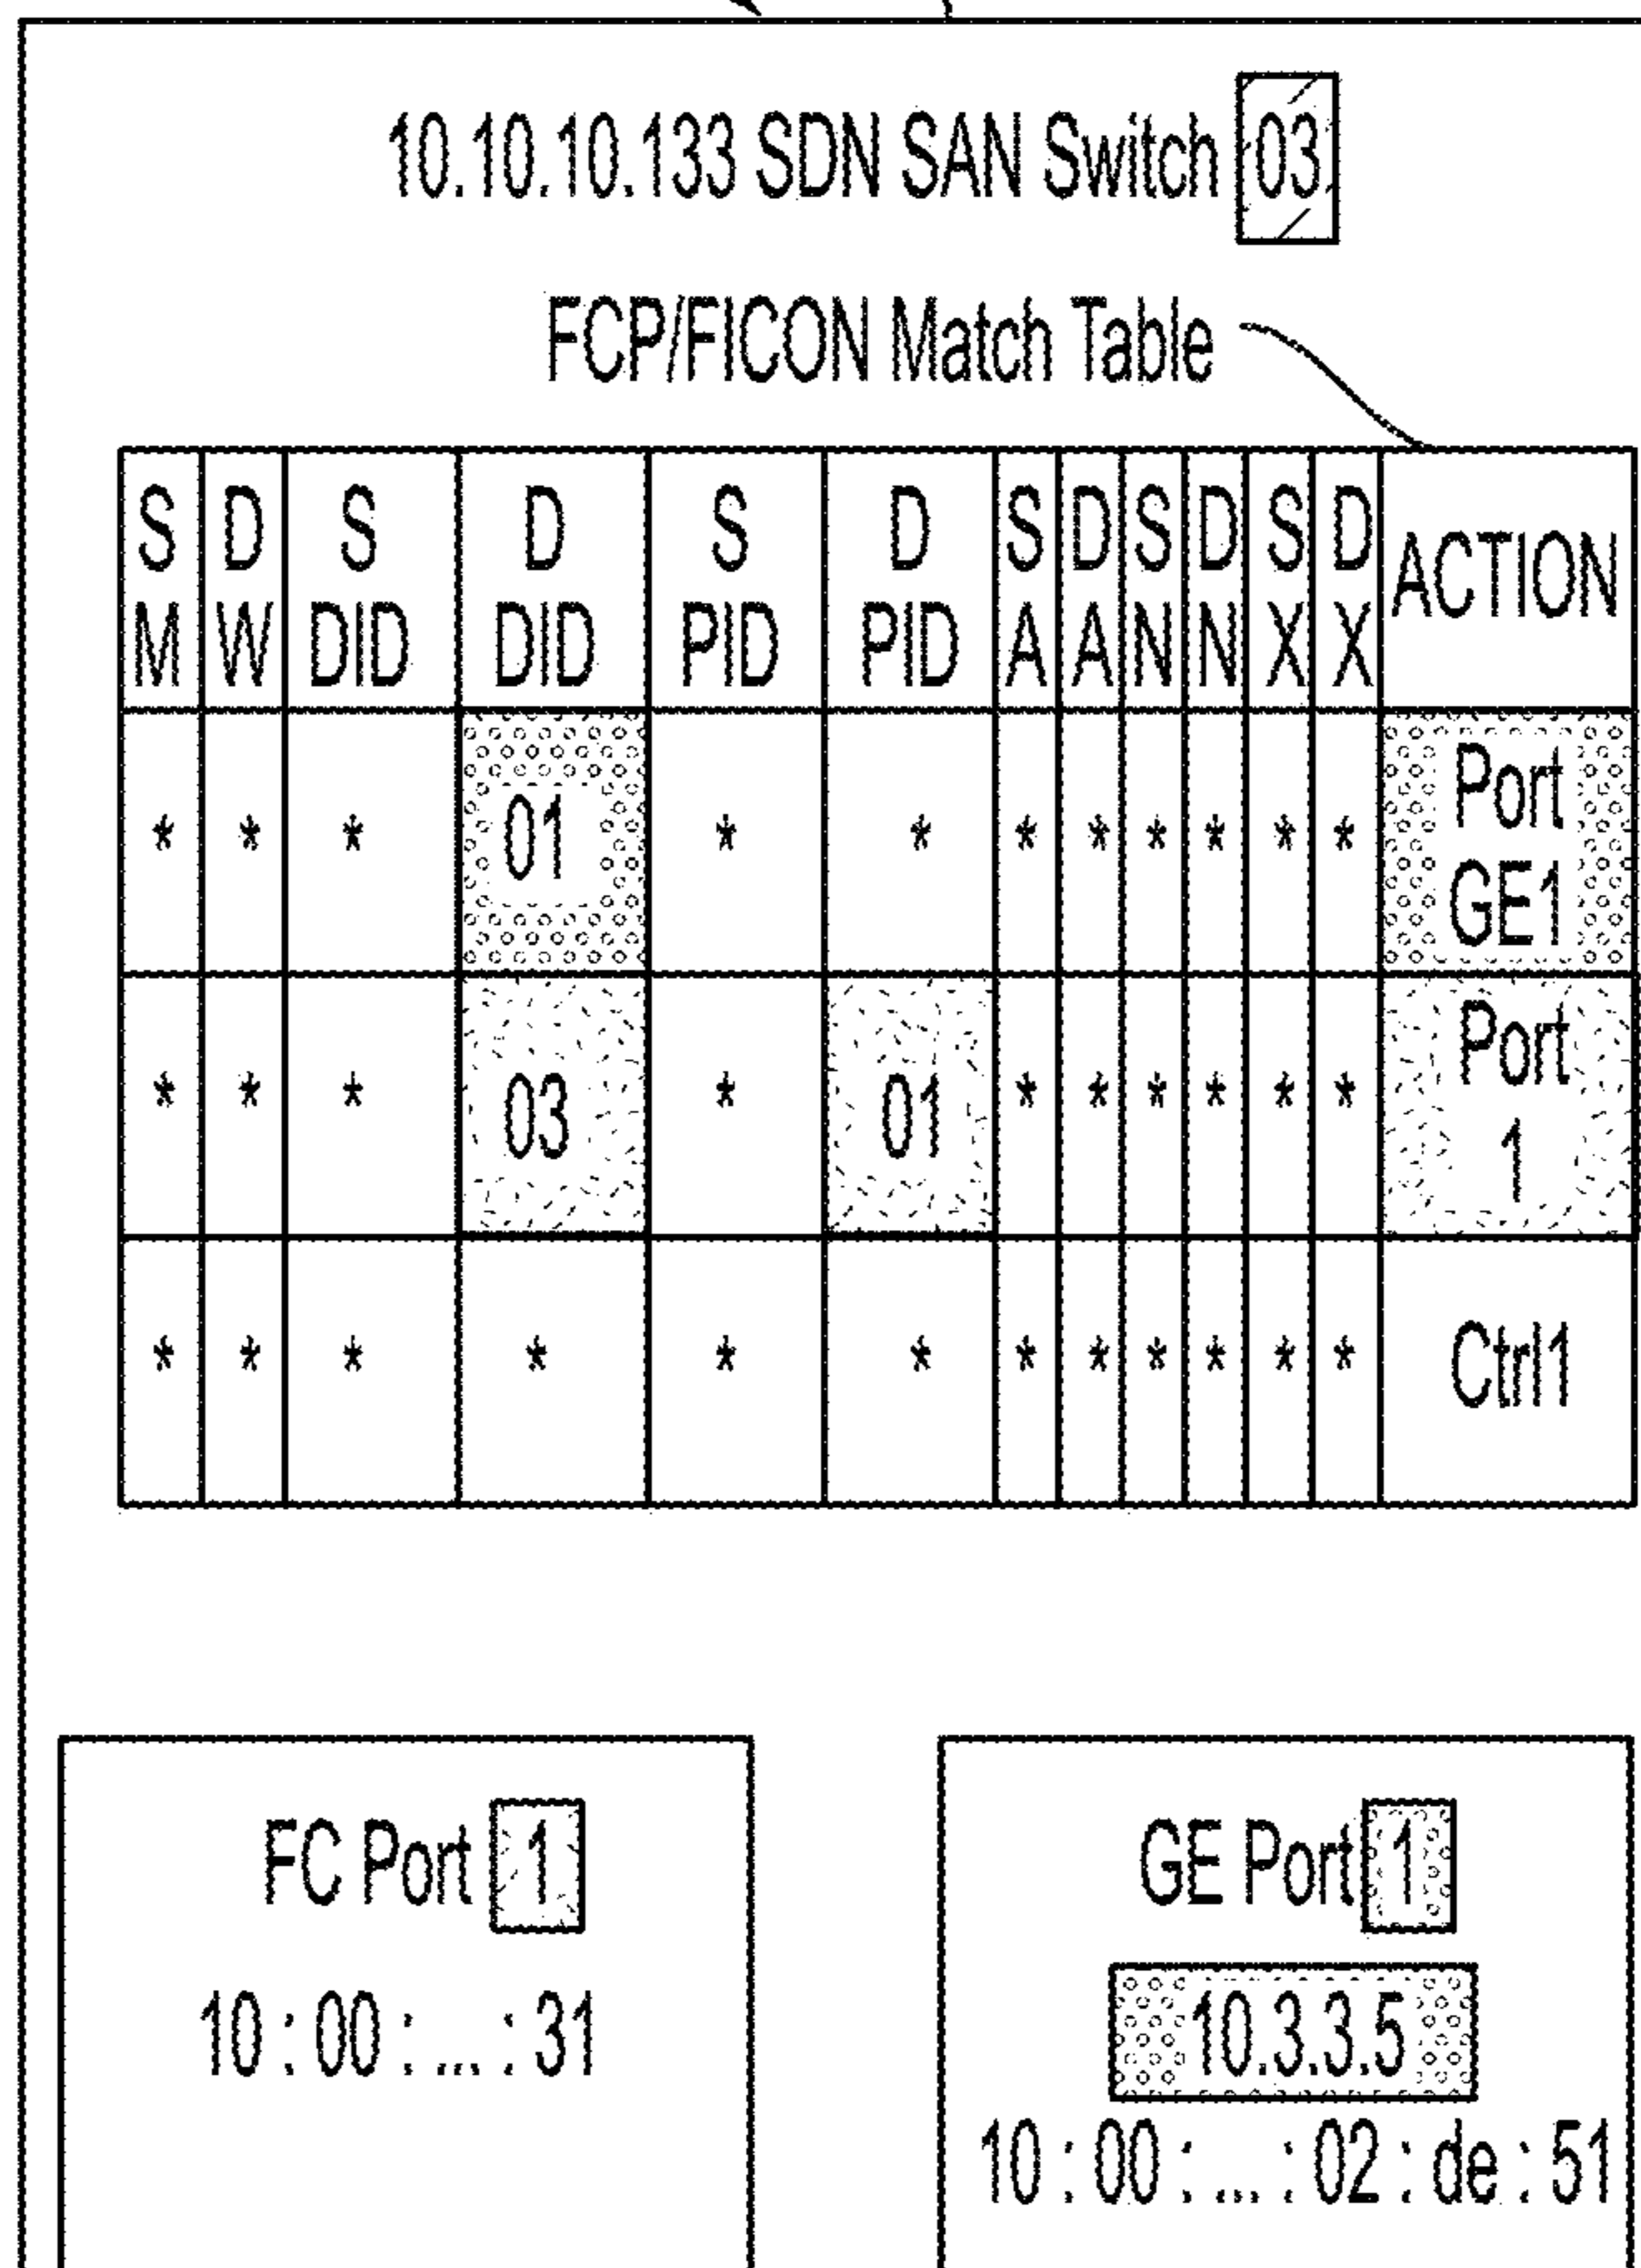 10.10.10.133 SDN SAN Switch 03
FCP/FICON Match Table
S M D W S DID D DID S PID D PID S A D A S N D N S X D X ACTION
* * * 01 * * * * * * * * Port GE1
* * * 03 * 01 * * * * * * Port 1
* * * * * * * * * * * * Ctrl1
FC Port 1
10:00:...:31
GE Port 1
10.3.3.5
10:00:...:02:de:51